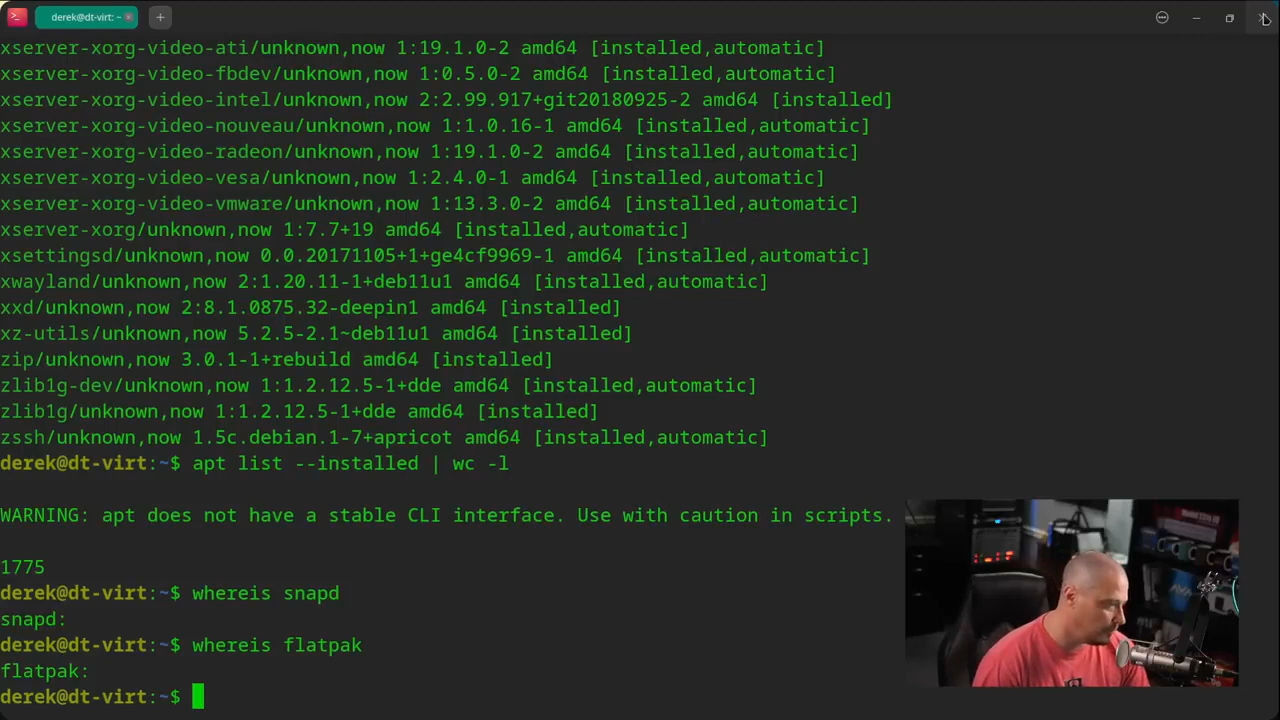 derek@dt-virt: ~
xserver-xorg-video-ati/unknown,now 1:19.1.0-2 amd64 [installed,automatic]
xserver-xorg-video-fbdev/unknown,now 1:0.5.0-2 amd64 [installed,automatic]
xserver-xorg-video-intel/unknown,now 2:2.99.917+git20180925-2 amd64 [installed]
xserver-xorg-video-nouveau/unknown,now 1:1.0.16-1 amd64 [installed,automatic]
xserver-xorg-video-radeon/unknown,now 1:19.1.0-2 amd64 [installed,automatic]
xserver-xorg-video-vesa/unknown,now 1:2.4.0-1 amd64 [installed,automatic]
xserver-xorg-video-vmware/unknown,now 1:13.3.0-2 amd64 [installed,automatic]
xserver-xorg/unknown,now 1:7.7+19 amd64 [installed,automatic]
xsettingsd/unknown,now 0.0.20171105+1+ge4cf9969-1 amd64 [installed,automatic]
xwayland/unknown,now 2:1.20.11-1+deb11u1 amd64 [installed,automatic]
xxd/unknown,now 2:8.1.0875.32-deepin1 amd64 [installed]
xz-utils/unknown,now 5.2.5-2.1~deb11u1 amd64 [installed]
zip/unknown,now 3.0.1-1+rebuild amd64 [installed]
zlib1g-dev/unknown,now 1:1.2.12.5-1+dde amd64 [installed,automatic]
zlib1g/unknown,now 1:1.2.12.5-1+dde amd64 [installed]
zssh/unknown,now 1.5c.debian.1-7+apricot amd64 [installed,automatic]
derek@dt-virt:~$ apt list --installed | wc -l
WARNING: apt does not have a stable CLI interface. Use with caution in scripts.
1775
derek@dt-virt:~$ whereis snapd
snapd:
derek@dt-virt:~$ whereis flatpak
flatpak:
derek@dt-virt:~$